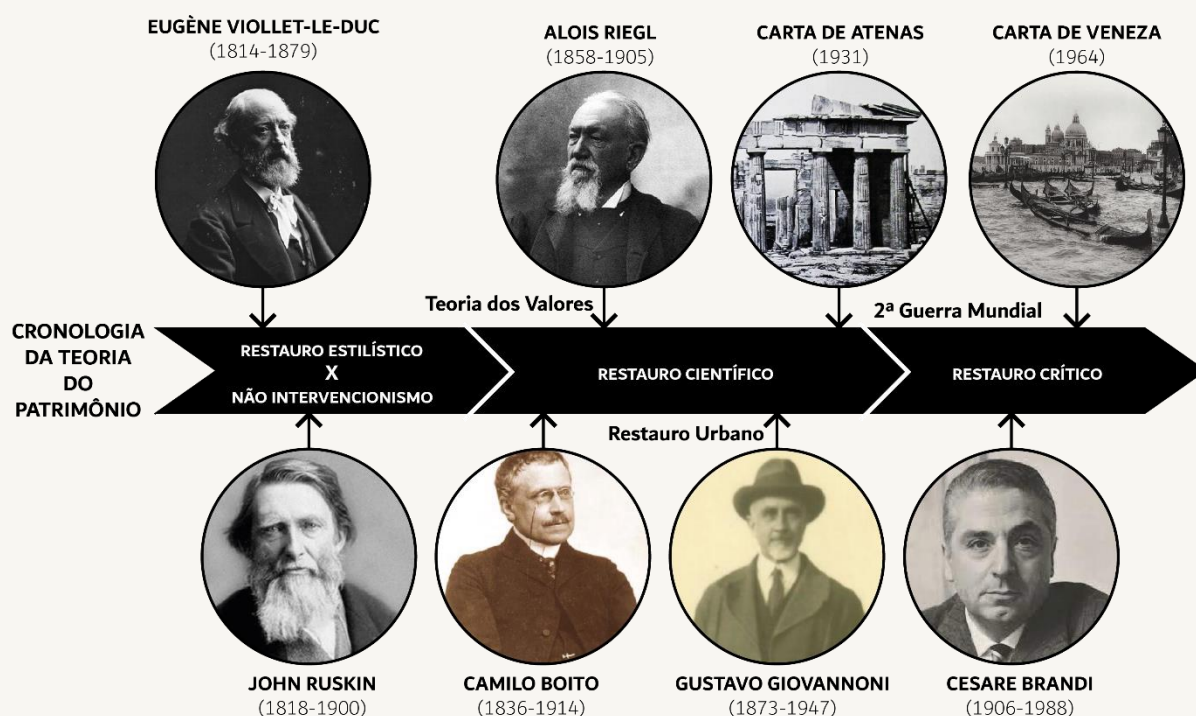 EUGÈNE VIOLLET-LE-DUC
(1814-1879)
ALOIS RIEGL
(1858-1905)
CARTA DE ATENAS
(1931)
CARTA DE VENEZA
(1964)
Teoria dos Valores
2ª Guerra Mundial
CRONOLOGIA
DA TEORIA
DO
PATRIMÔNIO
RESTAURO ESTILÍSTICO
X
NÃO INTERVENCIONISMO
RESTAURO CIENTÍFICO
RESTAURO CRÍTICO
Restauro Urbano
JOHN RUSKIN
(1818-1900)
CAMILO BOITO
(1836-1914)
GUSTAVO GIOVANNONI
(1873-1947)
CESARE BRANDI
(1906-1988)